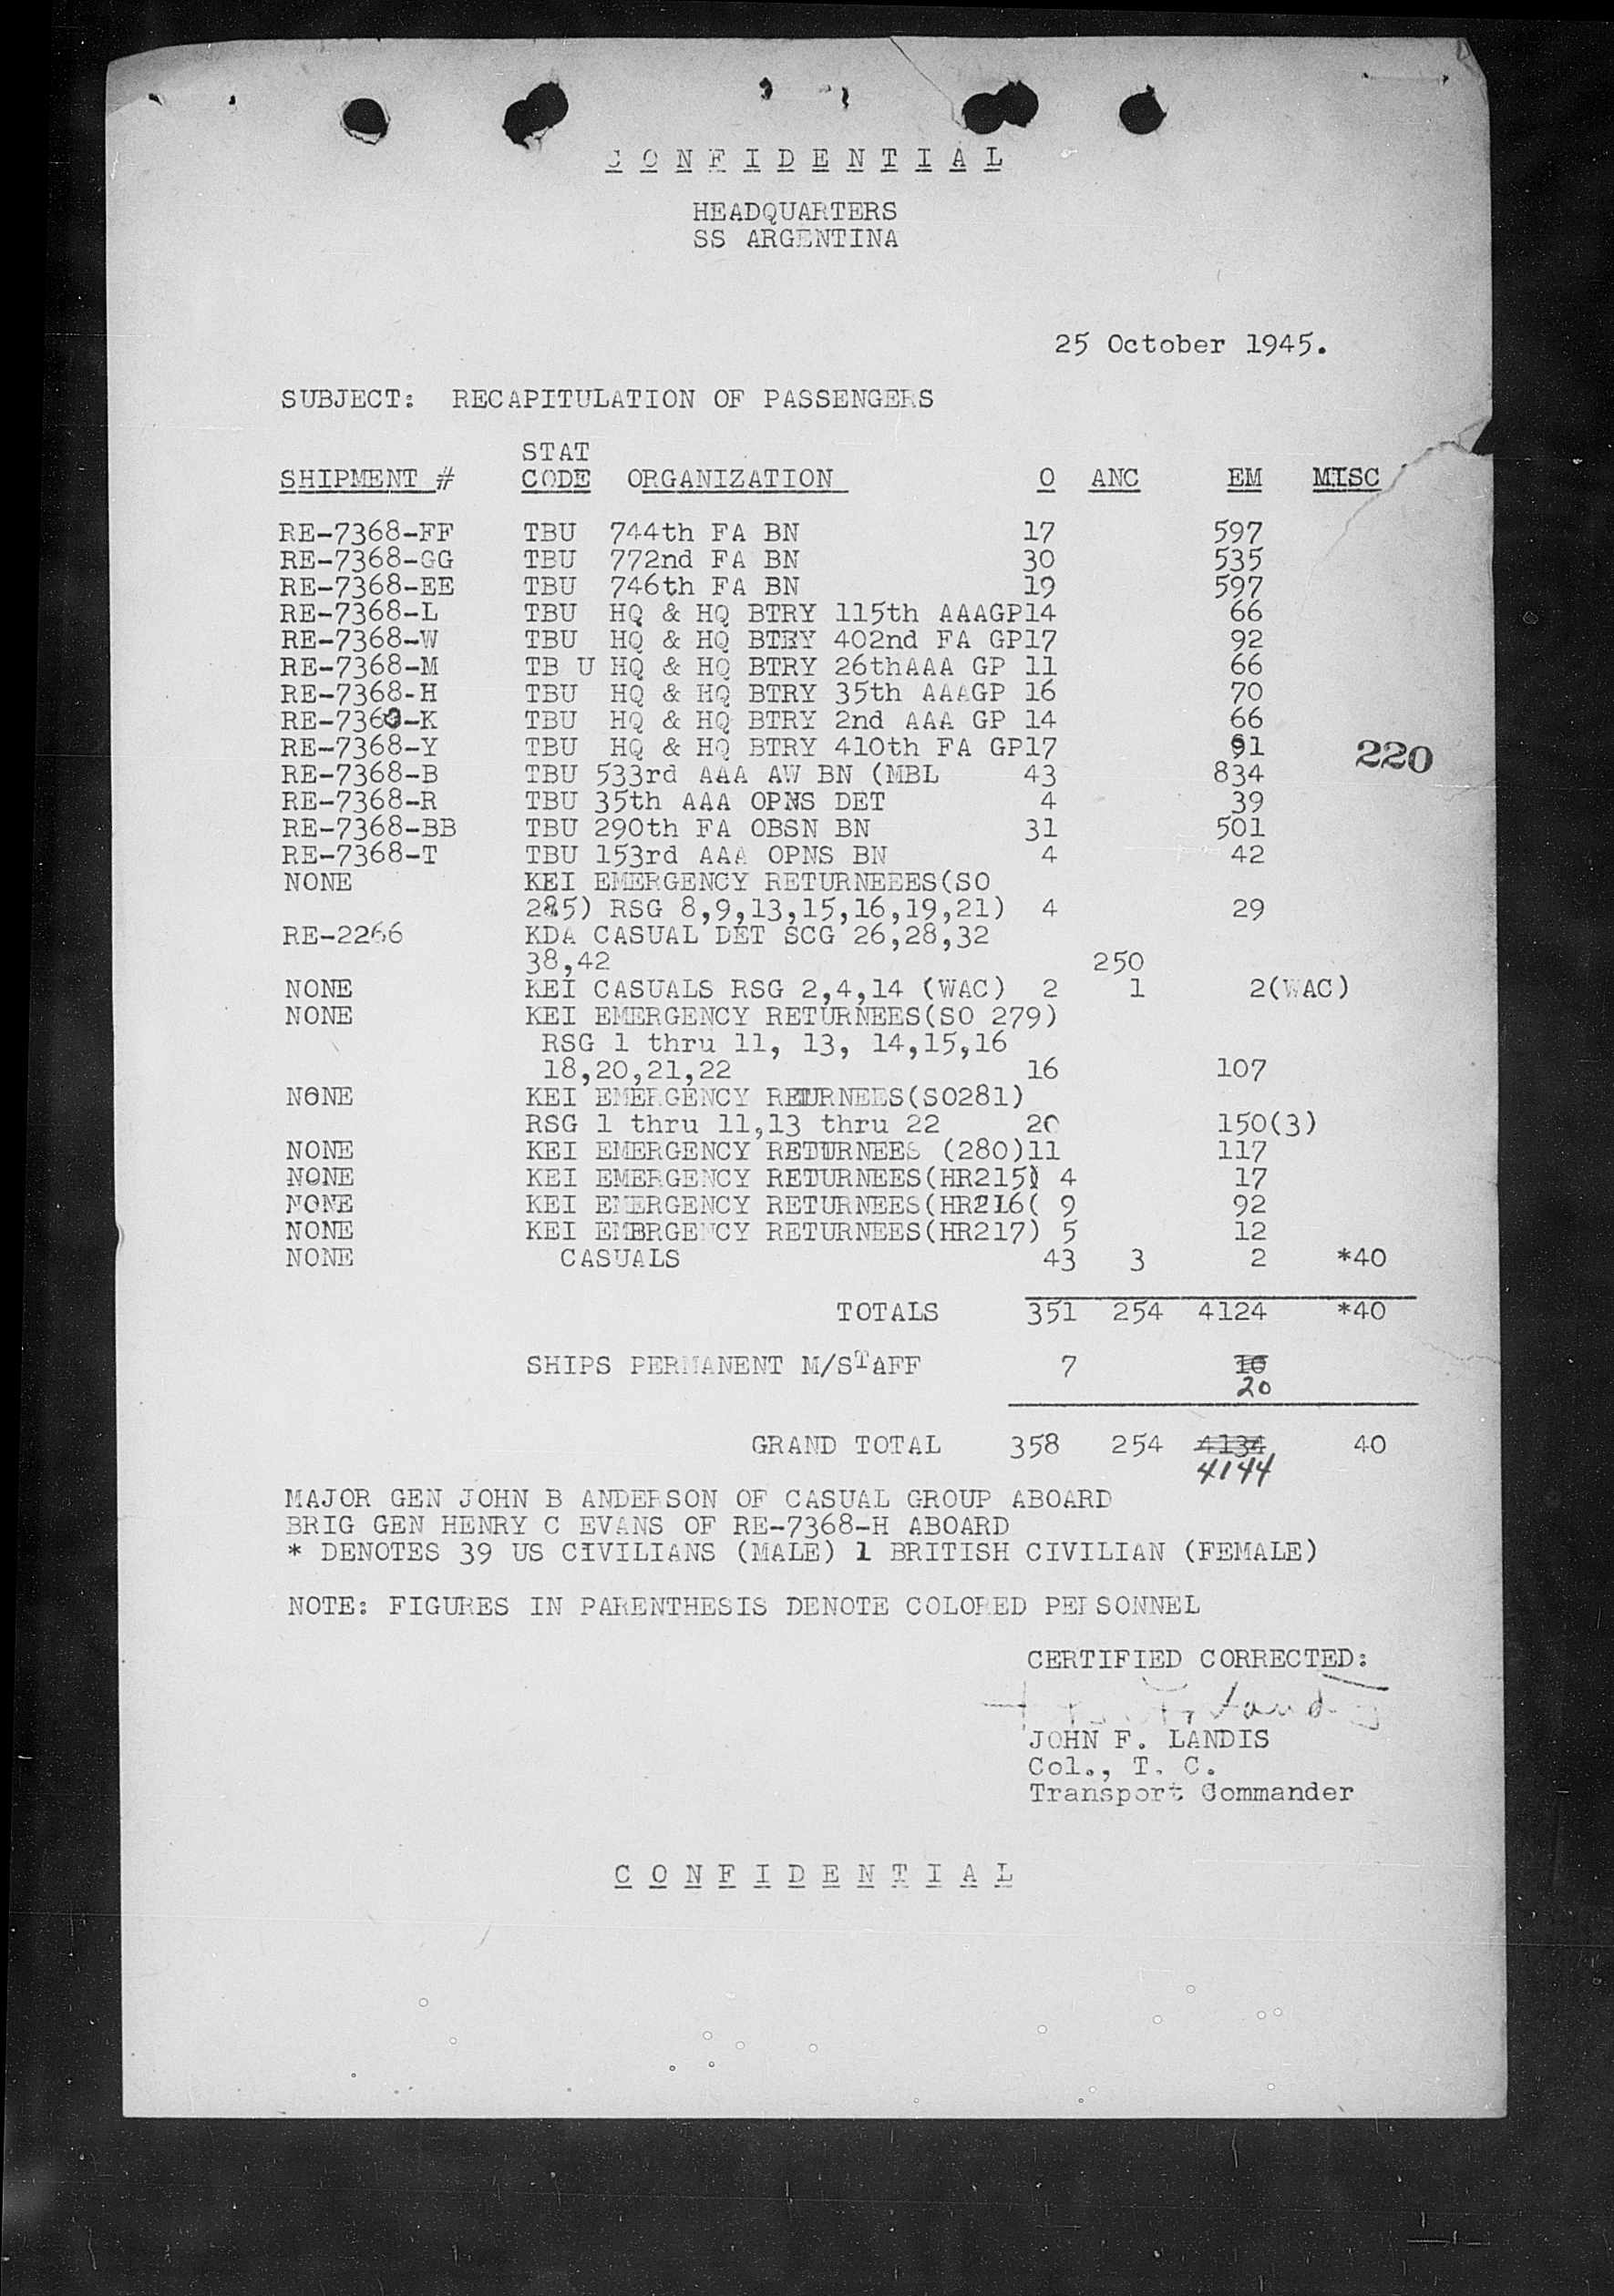 C O N F I D E N T I A L
HEADQUARTERS
SS ARGENTINA
25 October 1945.
SUBJECT: RECAPITULATION OF PASSENGERS
STAT
SHIPMENT # CODE ORGANIZATION O ANC EM MISC
RE-7368-FF TBU 744th FA BN 17 597
RE-7368-GG TBU 772nd FA BN 30 535
RE-7368-EE TBU 746th FA BN 19 597
RE-7368-L TBU HQ & HQ BTRY 115th AAAGP14 66
RE-7368-W TBU HQ & HQ BTRY 402nd FA GP17 92
RE-7368-M TB U HQ & HQ BTRY 26thAAA GP 11 66
RE-7368-H TBU HQ & HQ BTRY 35th AAAGP 16 70
RE-7368-K TBU HQ & HQ BTRY 2nd AAA GP 14 66
RE-7368-Y TBU HQ & HQ BTRY 410th FA GP17 91
220
RE-7368-B TBU 533rd AAA AW BN (MBL 43 834
RE-7368-R TBU 35th AAA OPNS DET 4 39
RE-7368-BB TBU 290th FA OBSN BN 31 501
RE-7368-T TBU 153rd AAA OPNS BN 4 42
NONE KEI EMERGENCY RETURNEEES(SO
285) RSG 8,9,13,15,16,19,21) 4 29
RE-2266 KDA CASUAL DET SCG 26,28,32
38,42 250
NONE KEI CASUALS RSG 2,4,14 (WAC) 2 1 2(WAC)
NONE KEI EMERGENCY RETURNEES(SO 279)
RSG 1 thru 11, 13, 14,15,16
18,20,21,22 16 107
NONE KEI EMERGENCY RETURNEES(SO281)
RSG 1 thru 11,13 thru 22 20 150(3)
NONE KEI EMERGENCY RETURNEES (280)11 117
NONE KEI EMERGENCY RETURNEES(HR215) 4 17
NONE KEI EMERGENCY RETURNEES(HR216( 9 92
NONE KEI EMBRGENCY RETURNEES(HR217) 5 12
NONE CASUALS 43 3 2 *40
TOTALS 351 254 4124 *40
SHIPS PERMANENT M/STAFF 7 10
20
GRAND TOTAL 358 254 4134 40
4144
MAJOR GEN JOHN B ANDERSON OF CASUAL GROUP ABOARD
BRIG GEN HENRY C EVANS OF RE-7368-H ABOARD
* DENOTES 39 US CIVILIANS (MALE) 1 BRITISH CIVILIAN (FEMALE)
NOTE: FIGURES IN PARENTHESIS DENOTE COLORED PERSONNEL
CERTIFIED CORRECTED:
JOHN F. LANDIS
Col., T. C.
Transport Commander
C O N F I D E N T I A L